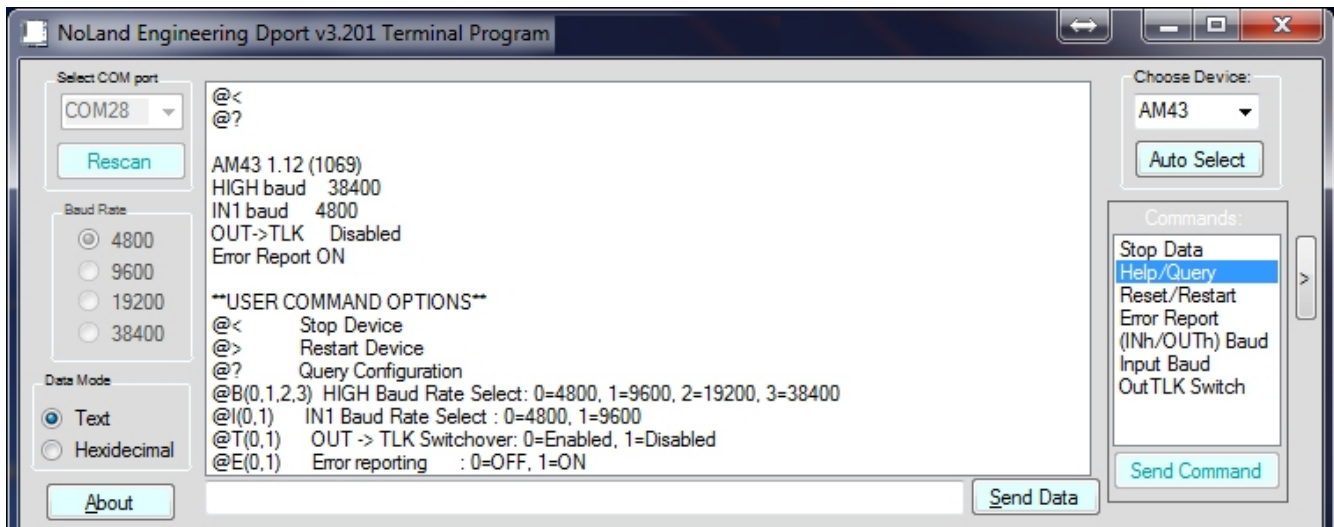 NoLand Engineering Dport v3.201 Terminal Program
Select COM port
COM28
Rescan
Baud Rate
4800
9600
19200
38400
Data Mode
Text
Hexidecimal
About
@<
@?
AM43 1.12 (1069)
HIGH baud 38400
IN1 baud 4800
OUT->TLK Disabled
Error Report ON
**USER COMMAND OPTIONS**
@< Stop Device
@> Restart Device
@? Query Configuration
@B(0,1,2,3) HIGH Baud Rate Select: 0=4800, 1=9600, 2=19200, 3=38400
@I(0,1) IN1 Baud Rate Select : 0=4800, 1=9600
@T(0,1) OUT -> TLK Switchover: 0=Enabled, 1=Disabled
@E(0,1) Error reporting : 0=OFF, 1=ON
Send Data
Choose Device:
AM43
Auto Select
Commands:
Stop Data
Help/Query
Reset/Restart
Error Report
(INh/OUTh) Baud
Input Baud
OutTLK Switch
>
Send Command